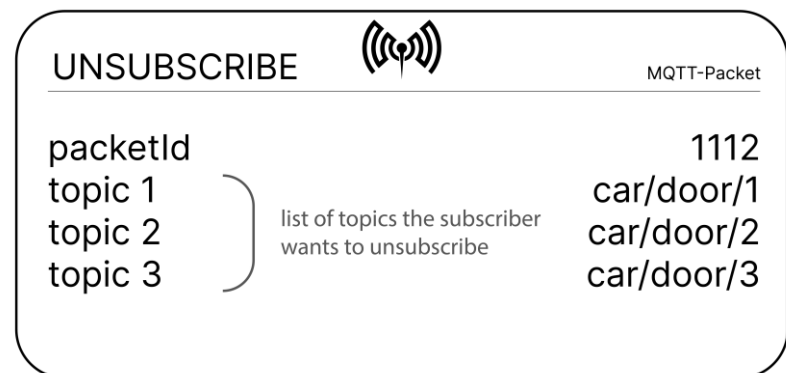 UNSUBSCRIBE
MQTT-Packet
packetId 1112
topic 1 car/door/1
topic 2 car/door/2
topic 3 car/door/3
list of topics the subscriber
wants to unsubscribe